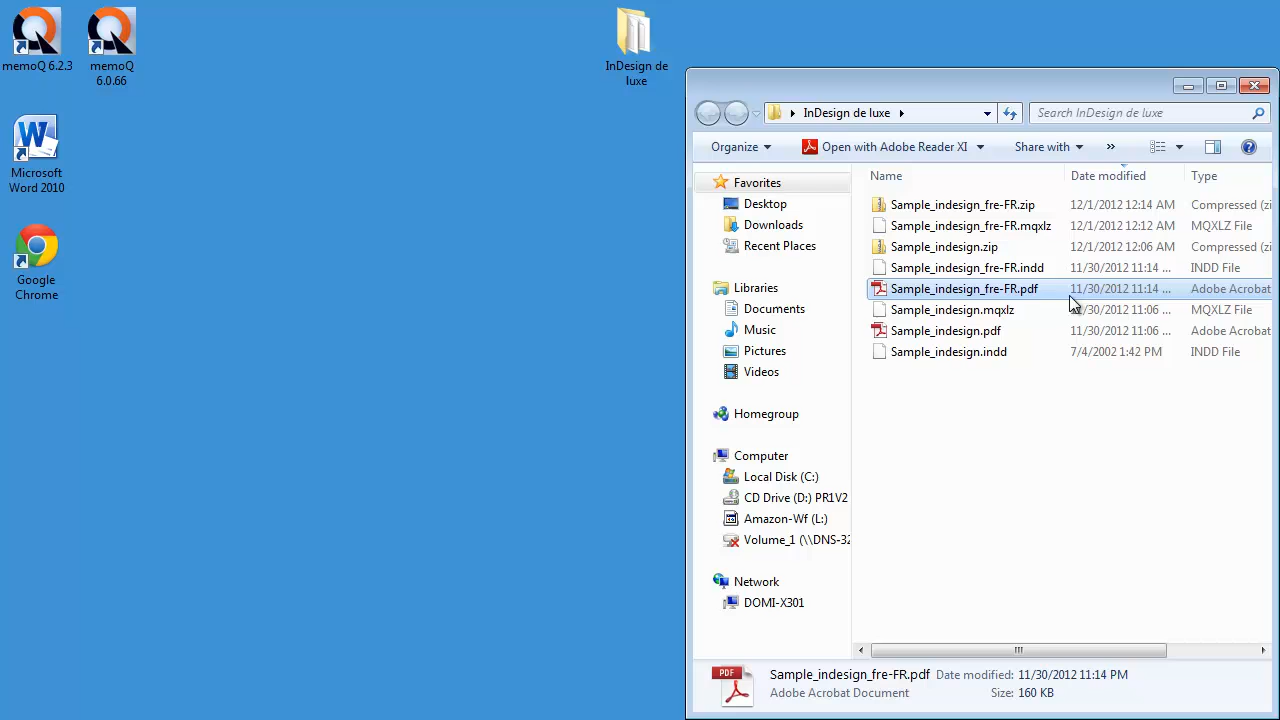 memoQ 6.2.3
memoQ
6.0.66
InDesign de
luxe
Microsoft
Word 2010
Google
Chrome
InDesign de luxe
Search InDesign de luxe
Organize
Open with Adobe Reader XI
Share with
»
Name Date modified Type
Favorites
Desktop
Downloads
Recent Places
Libraries
Documents
Music
Pictures
Videos
Homegroup
Computer
Local Disk (C:)
CD Drive (D:) PR1V2
Amazon-Wf (L:)
Volume_1 (\\DNS-32
Network
DOMI-X301
Sample_indesign_fre-FR.zip 12/1/2012 12:14 AM Compressed (zi
Sample_indesign_fre-FR.mqxlz 12/1/2012 12:12 AM MQXLZ File
Sample_indesign.zip 12/1/2012 12:06 AM Compressed (zi
Sample_indesign_fre-FR.indd 11/30/2012 11:14 ... INDD File
Sample_indesign_fre-FR.pdf 11/30/2012 11:14 ... Adobe Acrobat
Sample_indesign.mqxlz /30/2012 11:06 ... MQXLZ File
Sample_indesign.pdf 11/30/2012 11:06 ... Adobe Acrobat
Sample_indesign.indd 7/4/2002 1:42 PM INDD File
PDF
Sample_indesign_fre-FR.pdf Date modified: 11/30/2012 11:14 PM
Adobe Acrobat Document Size: 160 KB